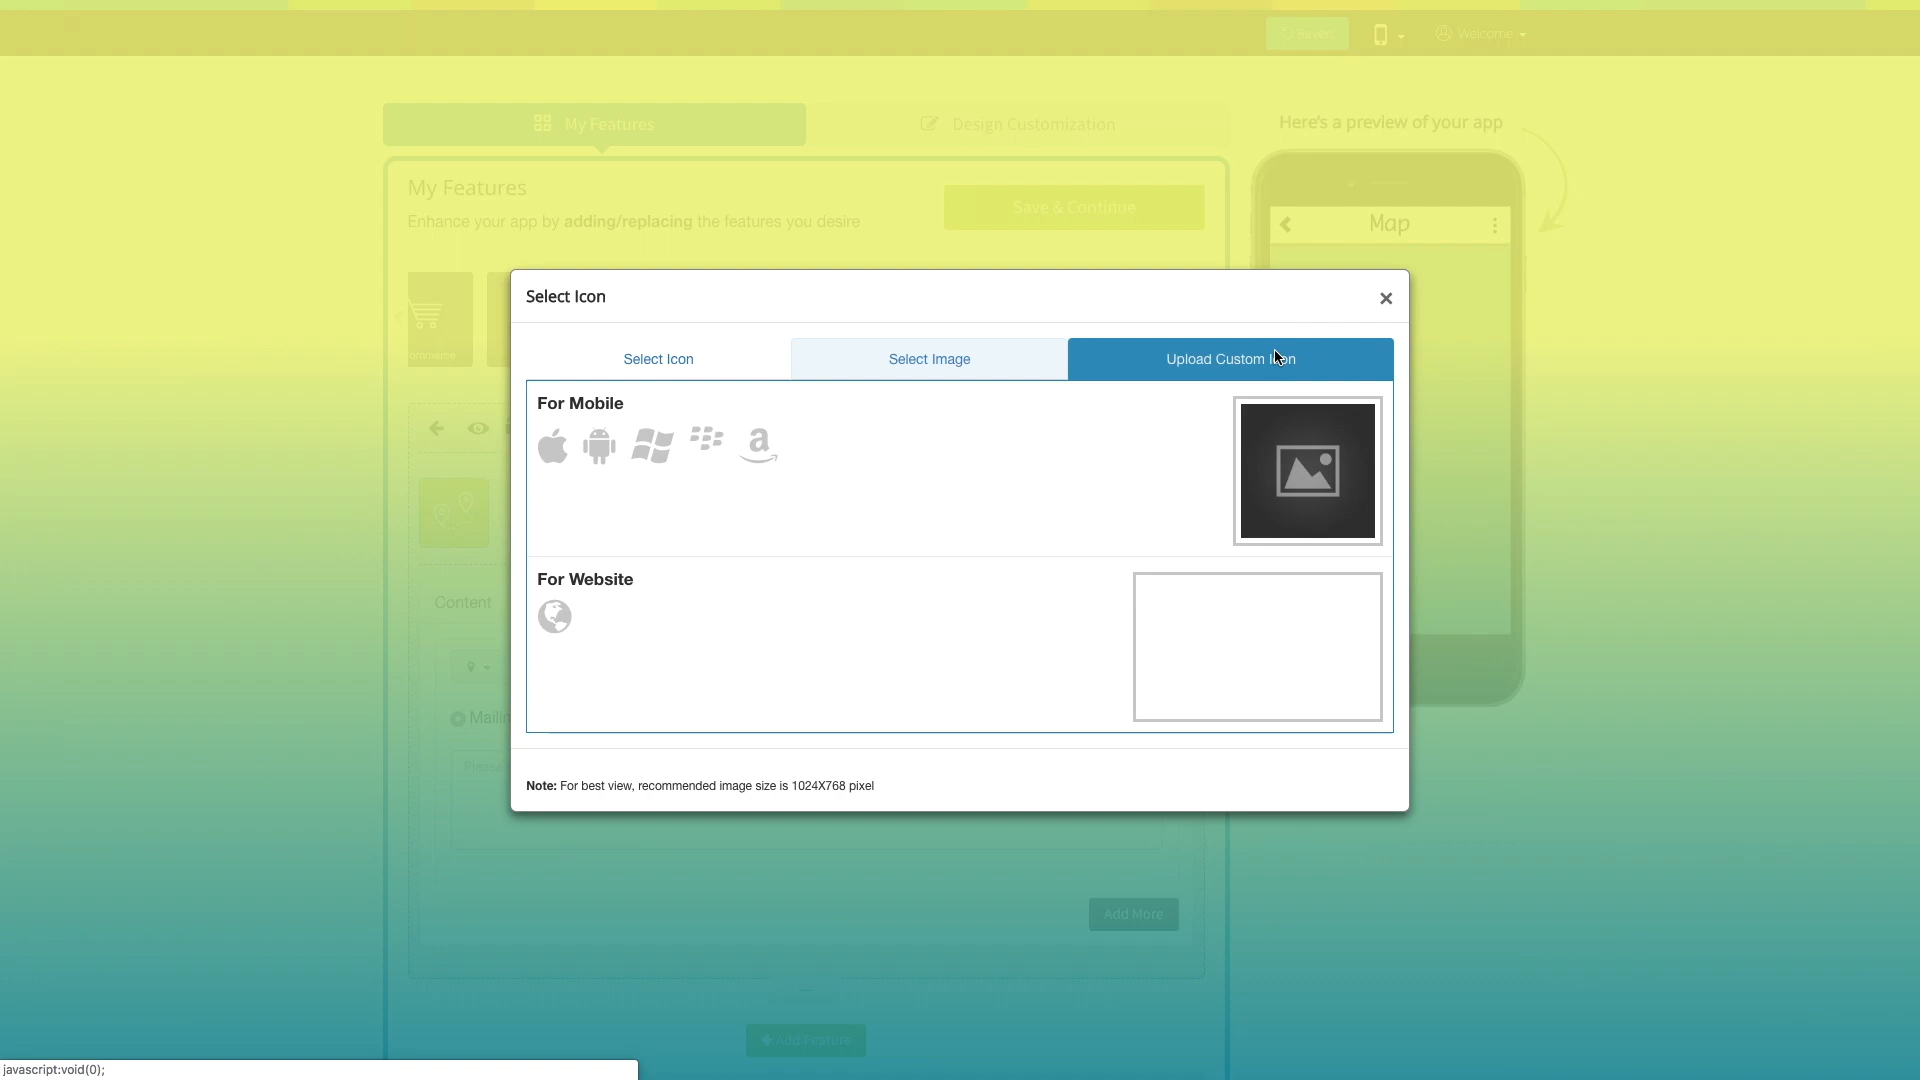 Welcome
My Features
Design Customization
Here's a preview of your app
My Features
Enhance your app by adding/replacing the features you desire
Save & Continue
Map
Select Icon
×
Select Icon
Select Image
Upload Custom Icon
For Mobile
For Website
Content
Note: For best view, recommended image size is 1024X768 pixel
Add More
Add Feature
javascript:void(0);